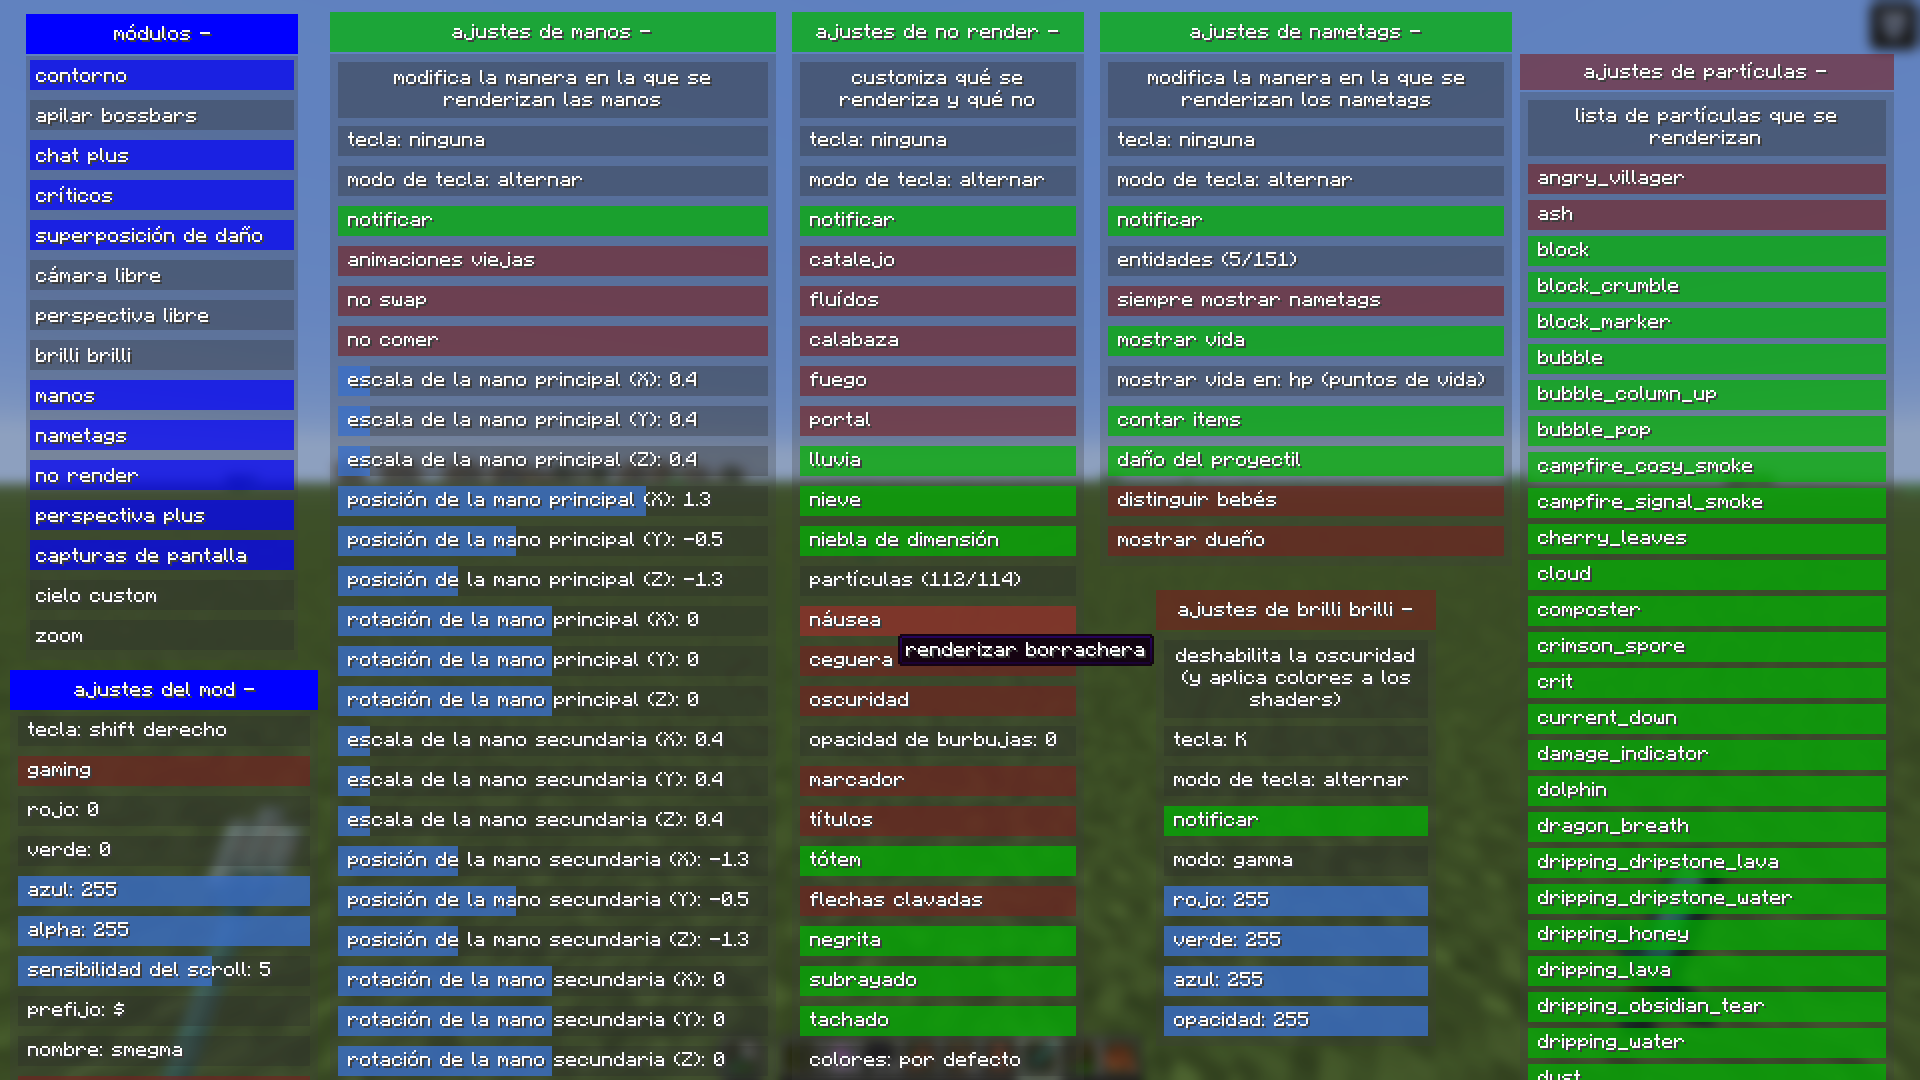 módulos -
contorno
apilar bossbars
chat plus
críticos
superposición de daño
cámara libre
perspectiva libre
brilli brilli
manos
nametags
no render
perspectiva plus
capturas de pantalla
cielo custom
zoom
ajustes del mod -
tecla: shift derecho
gaming
rojo: 0
verde: 0
azul: 255
alpha: 255
sensibilidad del scroll: 5
prefijo: $
nombre: smegma
ajustes de manos -
modifica la manera en la que se
renderizan las manos
tecla: ninguna
modo de tecla: alternar
notificar
animaciones viejas
no swap
no comer
escala de la mano principal (X): 0.4
escala de la mano principal (Y): 0.4
escala de la mano principal (Z): 0.4
posición de la mano principal (X): 1.3
posición de la mano principal (Y): -0.5
posición de la mano principal (Z): -1.3
rotación de la mano principal (X): 0
rotación de la mano principal (Y): 0
rotación de la mano principal (Z): 0
escala de la mano secundaria (X): 0.4
escala de la mano secundaria (Y): 0.4
escala de la mano secundaria (Z): 0.4
posición de la mano secundaria (X): -1.3
posición de la mano secundaria (Y): -0.5
posición de la mano secundaria (Z): -1.3
rotación de la mano secundaria (X): 0
rotación de la mano secundaria (Y): 0
rotación de la mano secundaria (Z): 0
ajustes de no render -
customiza qué se
renderiza y qué no
tecla: ninguna
modo de tecla: alternar
notificar
catalejo
fluídos
calabaza
fuego
portal
lluvia
nieve
niebla de dimensión
partículas (112/114)
náusea
ceguera
renderizar borrachera
oscuridad
opacidad de burbujas: 0
marcador
títulos
tótem
flechas clavadas
negrita
subrayado
tachado
colores: por defecto
ajustes de nametags -
modifica la manera en la que se
renderizan los nametags
tecla: ninguna
modo de tecla: alternar
notificar
entidades (5/151)
siempre mostrar nametags
mostrar vida
mostrar vida en: hp (puntos de vida)
contar items
daño del proyectil
distinguir bebés
mostrar dueño
ajustes de brilli brilli -
deshabilita la oscuridad
(y aplica colores a los
shaders)
tecla: K
modo de tecla: alternar
notificar
modo: gamma
rojo: 255
verde: 255
azul: 255
opacidad: 255
ajustes de partículas -
lista de partículas que se
renderizan
angry_villager
ash
block
block_crumble
block_marker
bubble
bubble_column_up
bubble_pop
campfire_cosy_smoke
campfire_signal_smoke
cherry_leaves
cloud
composter
crimson_spore
crit
current_down
damage_indicator
dolphin
dragon_breath
dripping_dripstone_lava
dripping_dripstone_water
dripping_honey
dripping_lava
dripping_obsidian_tear
dripping_water
dust